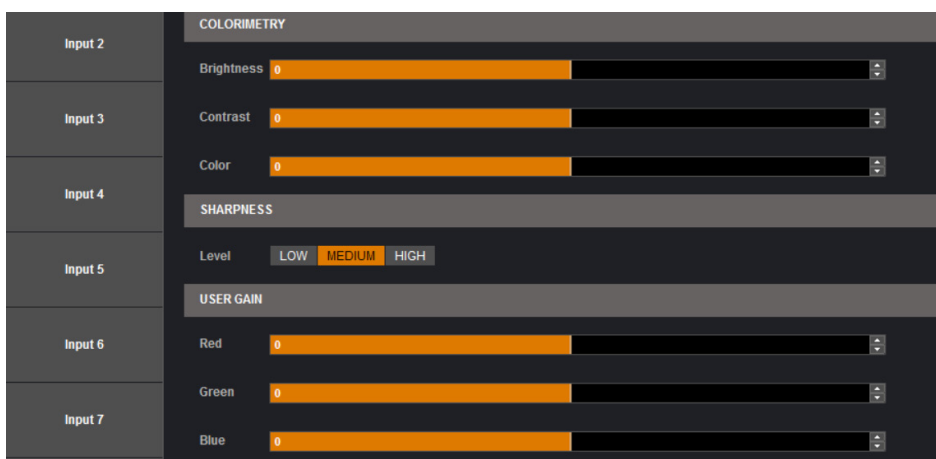 Input 2
Input 3
Input 4
Input 5
Input 6
Input 7
COLORIMETRY
Brightness 0
Contrast 0
Color 0
SHARPNESS
Level LOW MEDIUM HIGH
USER GAIN
Red 0
Green 0
Blue 0